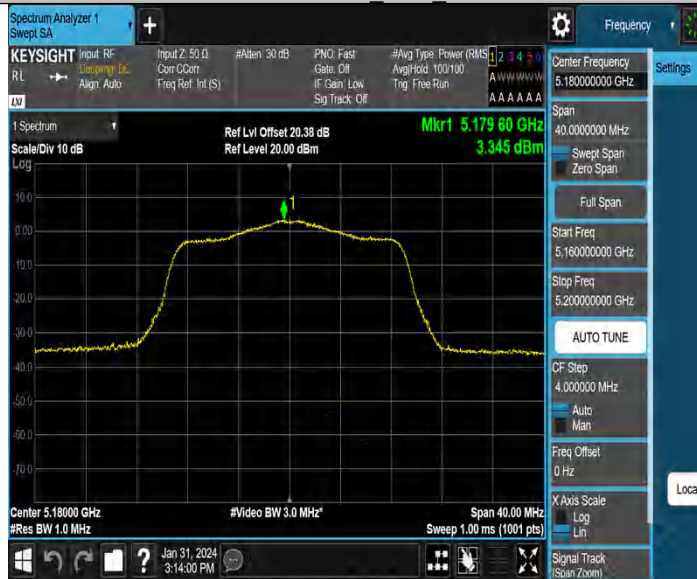 Spectrum Analyzer 1
Swept SA
+
Frequency
KEYSIGHT
Input: RF
Coupling: DC
Align: Auto
Input Z: 50 Ω
Corr CCorr
Freq Ref: Int (S)
#Atten: 30 dB
PNO: Fast
Gate: Off
IF Gain: Low
Sig Track: Off
#Avg Type: Power (RMS
Avg|Hold: 100/100
Trig: Free Run
1 2 3 4 5 6
A W W W W W
A A A A A A
RL
LXI
1 Spectrum
Scale/Div 10 dB
Log
Ref Lvl Offset 20.38 dB
Ref Level 20.00 dBm
Mkr1 5.179 60 GHz
3.345 dBm
1
10.0
0.00
-10.0
-20.0
-30.0
-40.0
-50.0
-60.0
-70.0
Center 5.18000 GHz
#Res BW 1.0 MHz
#Video BW 3.0 MHz*
Span 40.00 MHz
Sweep 1.00 ms (1001 pts)
Center Frequency
5.180000000 GHz
Settings
Span
40.0000000 MHz
Swept Span
Zero Span
Full Span
Start Freq
5.160000000 GHz
Stop Freq
5.200000000 GHz
AUTO TUNE
CF Step
4.000000 MHz
Auto
Man
Freq Offset
0 Hz
X Axis Scale
Log
Lin
Loca
Signal Track
(Span Zoom)
?
Jan 31, 2024
3:14:00 PM